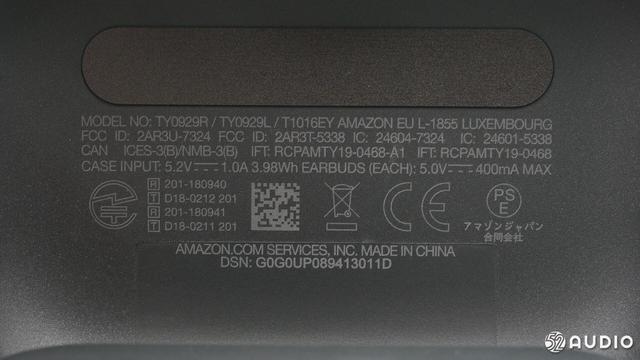 MODEL NO: TY0929R / TY0929L / T1016EY AMAZON EU L-1855 LUXEMBOURG
FCC ID: 2AR3U-7324 FCC ID: 2AR3T-5338 IC: 24604-7324 IC: 24601-5338
CAN ICES-3(B)/NMB-3(B) IFT: RCPAMTY19-0468-A1 IFT: RCPAMTY19-0468
CASE INPUT: 5.2V 1.0A 3.98Wh EARBUDS (EACH): 5.0V 400mA MAX
R 201-180940
T D18-0212 201
R 201-180941
T D18-0211 201
CE
PS
E
アマゾンジャパン
合同会社
AMAZON.COM SERVICES, INC. MADE IN CHINA
DSN: G0G0UP089413011D
52 AUDIO